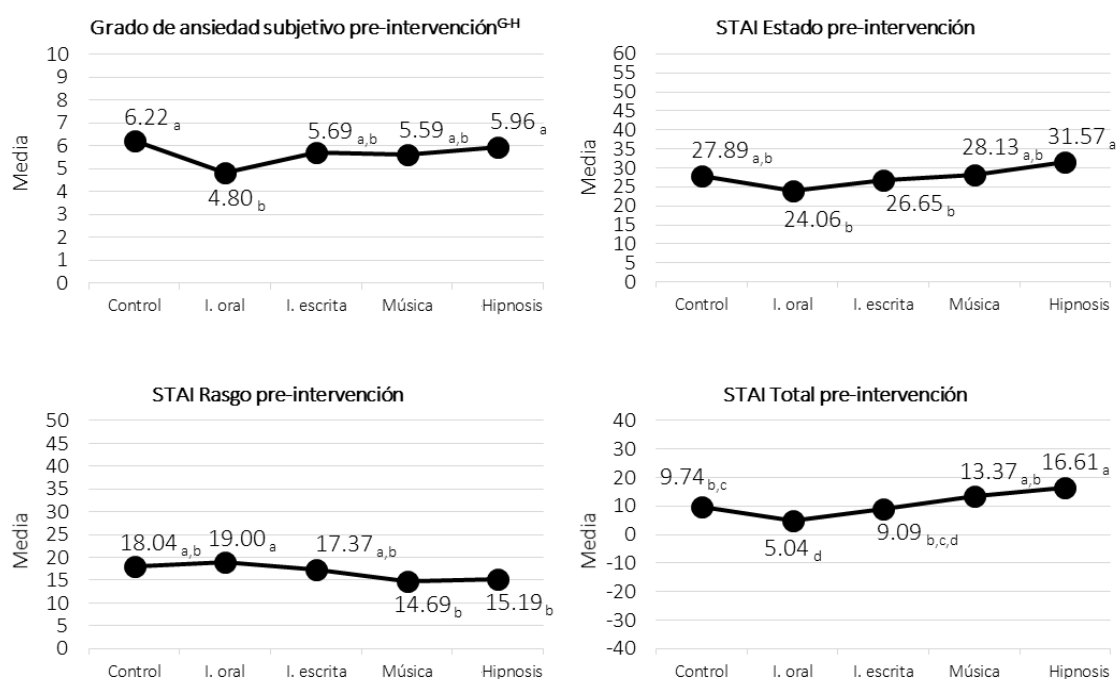 Grado de ansiedad subjetivo pre-intervención G-H
10
9
8
7
6
5
4
3
2
1
0
Media
6.22 a
4.80 b
5.69 a,b
5.59 a,b
5.96 a
Control I. oral I. escrita Música Hipnosis
STAI Estado pre-intervención
60
55
50
45
40
35
30
25
20
15
10
5
0
Media
27.89 a,b
24.06 b
26.65 b
28.13 a,b
31.57 a
Control I. oral I. escrita Música Hipnosis
STAI Rasgo pre-intervención
50
45
40
35
30
25
20
15
10
5
0
Media
18.04 a,b
19.00 a
17.37 a,b
14.69 b
15.19 b
Control I. oral I. escrita Música Hipnosis
STAI Total pre-intervención
40
30
20
10
0
-10
-20
-30
-40
Media
9.74 b,c
5.04 d
9.09 b,c,d
13.37 a,b
16.61 a
Control I. oral I. escrita Música Hipnosis